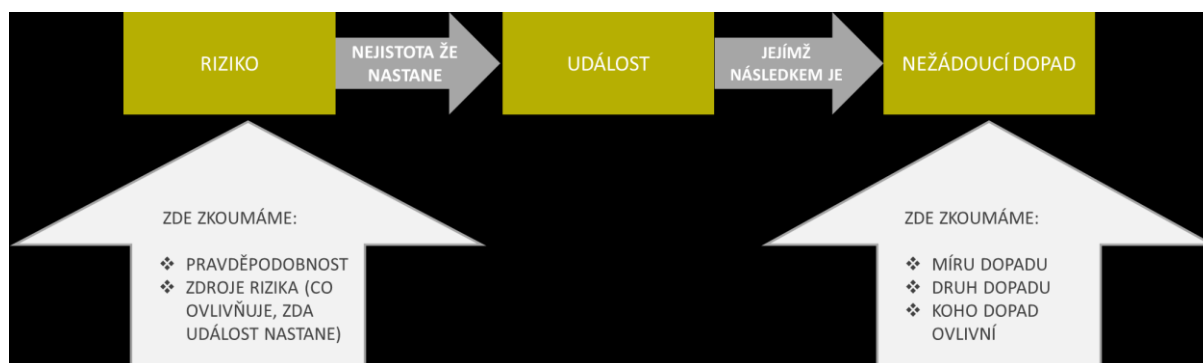 RIZIKO
NEJISTOTA ŽE
NASTANE
UDÁLOST
JEJÍMŽ
NÁSLEDKEM JE
NEŽÁDOUCÍ DOPAD
ZDE ZKOUMÁME:
❖ PRAVDĚPODOBNOST
❖ ZDROJE RIZIKA (CO
OVLIVŇUJE, ZDA
UDÁLOST NASTANE)
ZDE ZKOUMÁME:
❖ MÍRU DOPADU
❖ DRUH DOPADU
❖ KOHO DOPAD
OVLIVNÍ